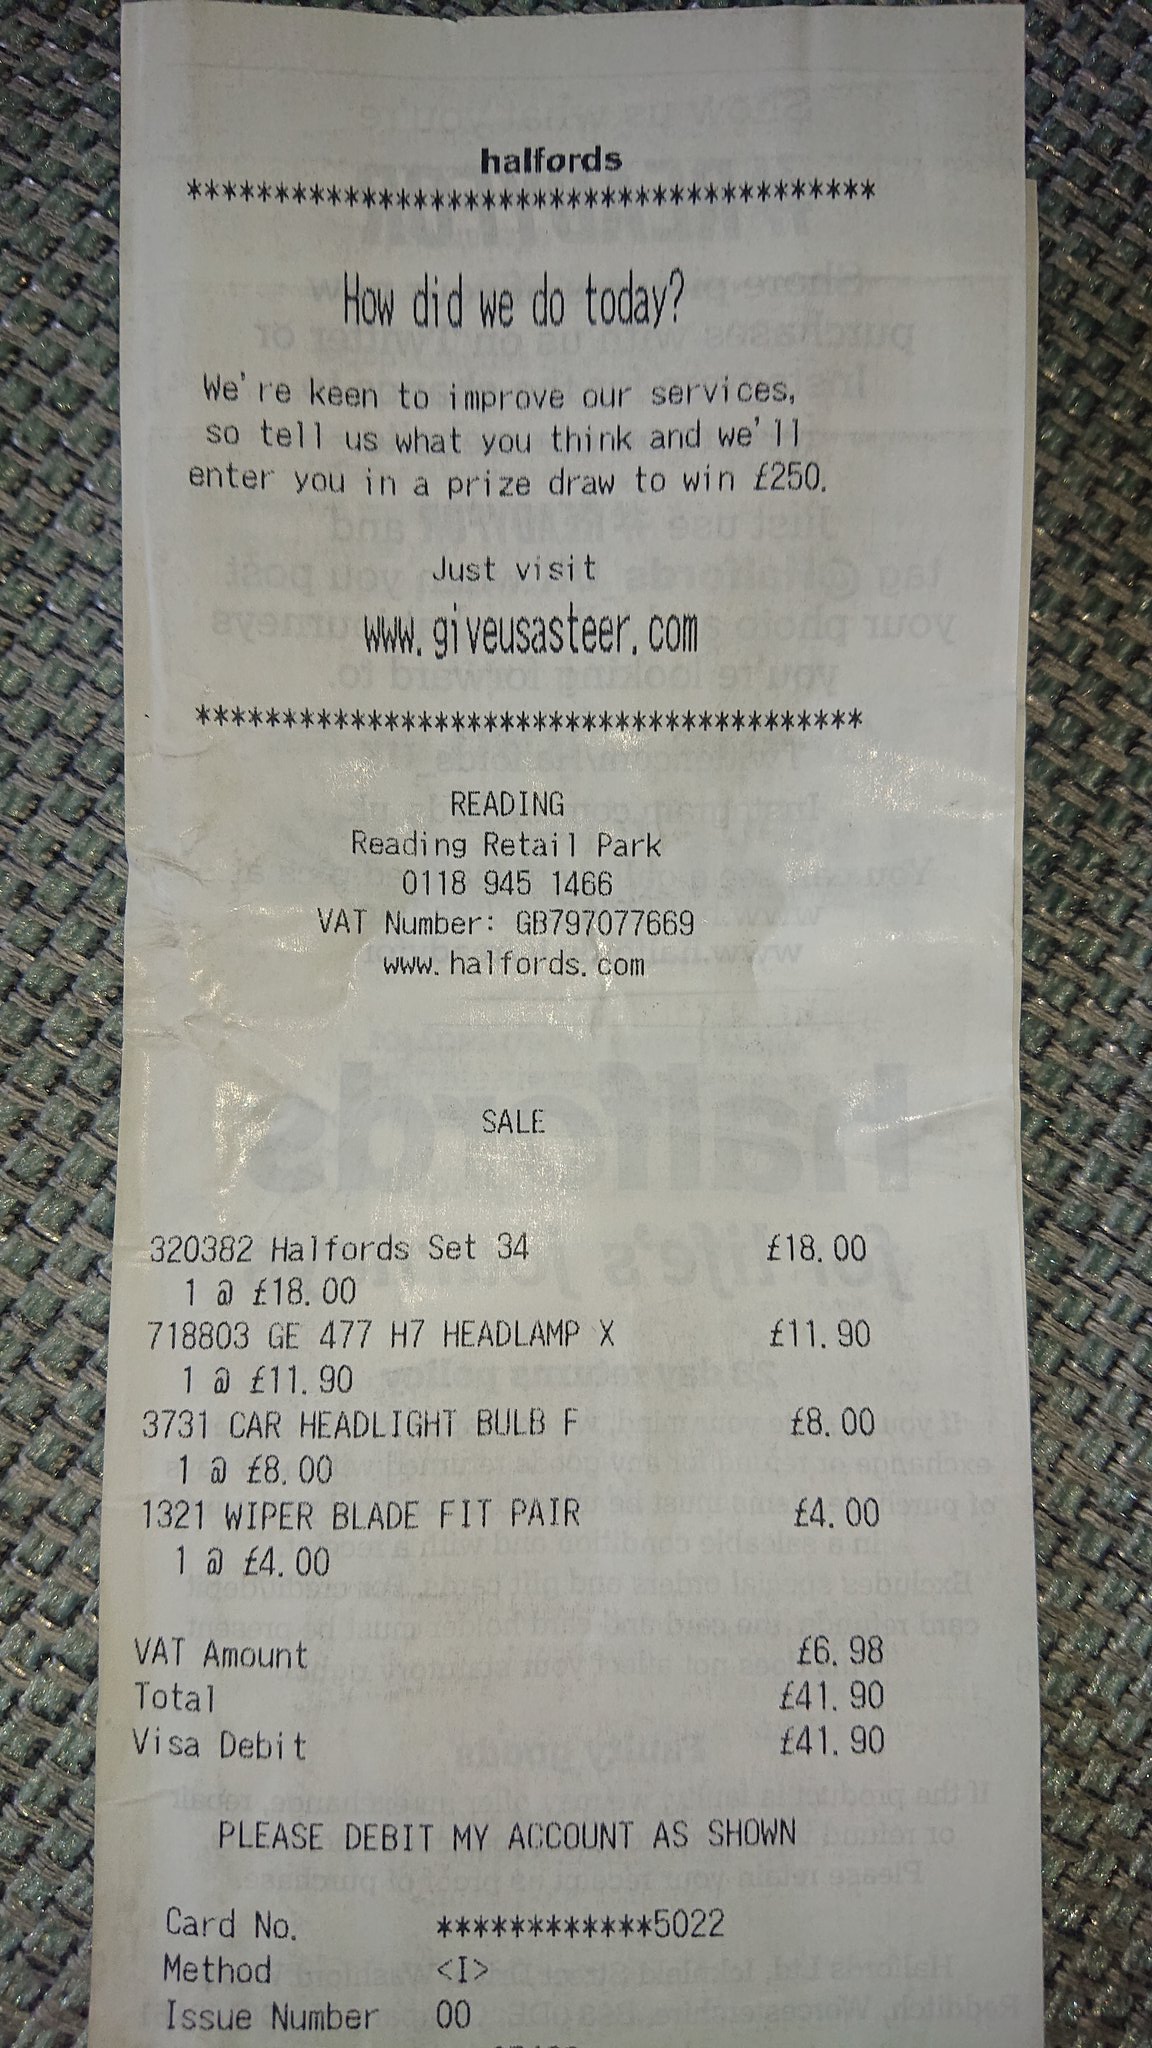 halfords
***************************************
How did we do today?
We're keen to improve our services,
so tell us what you think and we'll
enter you in a prize draw to win £250.
Just visit
www.giveusasteer.com
***************************************
READING
Reading Retail Park
0118 945 1466
VAT Number: GB797077669
www.halfords.com
SALE
320382 Halfords Set 34 £18.00
1 @ £18.00
718803 GE 477 H7 HEADLAMP X £11.90
1 @ £11.90
3731 CAR HEADLIGHT BULB F £8.00
1 @ £8.00
1321 WIPER BLADE FIT PAIR £4.00
1 @ £4.00
VAT Amount £6.98
Total £41.90
Visa Debit £41.90
PLEASE DEBIT MY ACCOUNT AS SHOWN
Card No. ************5022
Method <I>
Issue Number 00